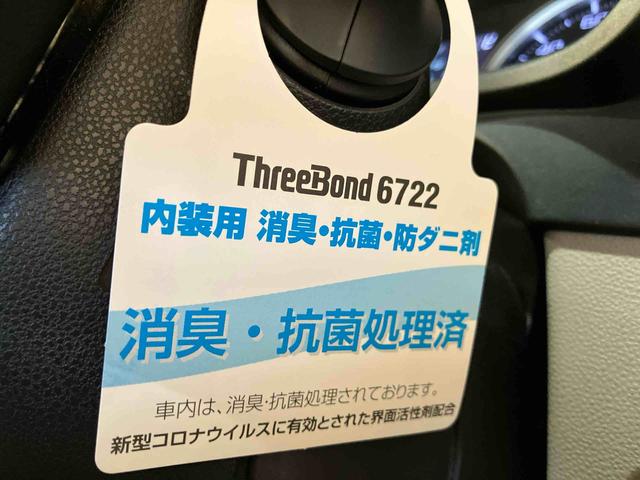 ThreeBond 6722
内装用 消臭・抗菌・防ダニ剤
消臭・抗菌処理済
車内は、消臭・抗菌処理されております。
新型コロナウイルスに有効とされた界面活性剤配合